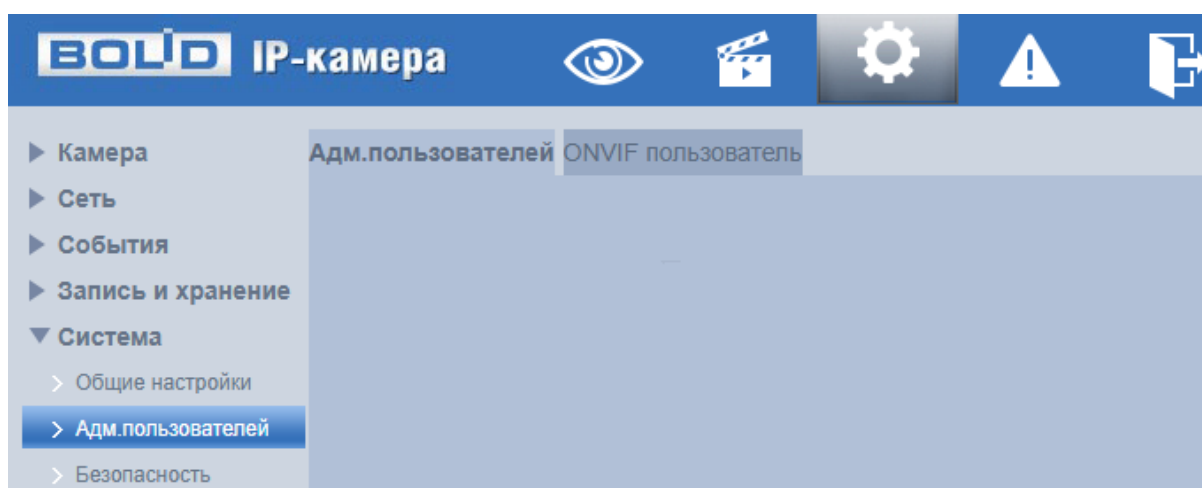 BOLID IP-камера
Камера
Адм.пользователей ONVIF пользователь
Сеть
События
Запись и хранение
Система
Общие настройки
Адм.пользователей
Безопасность